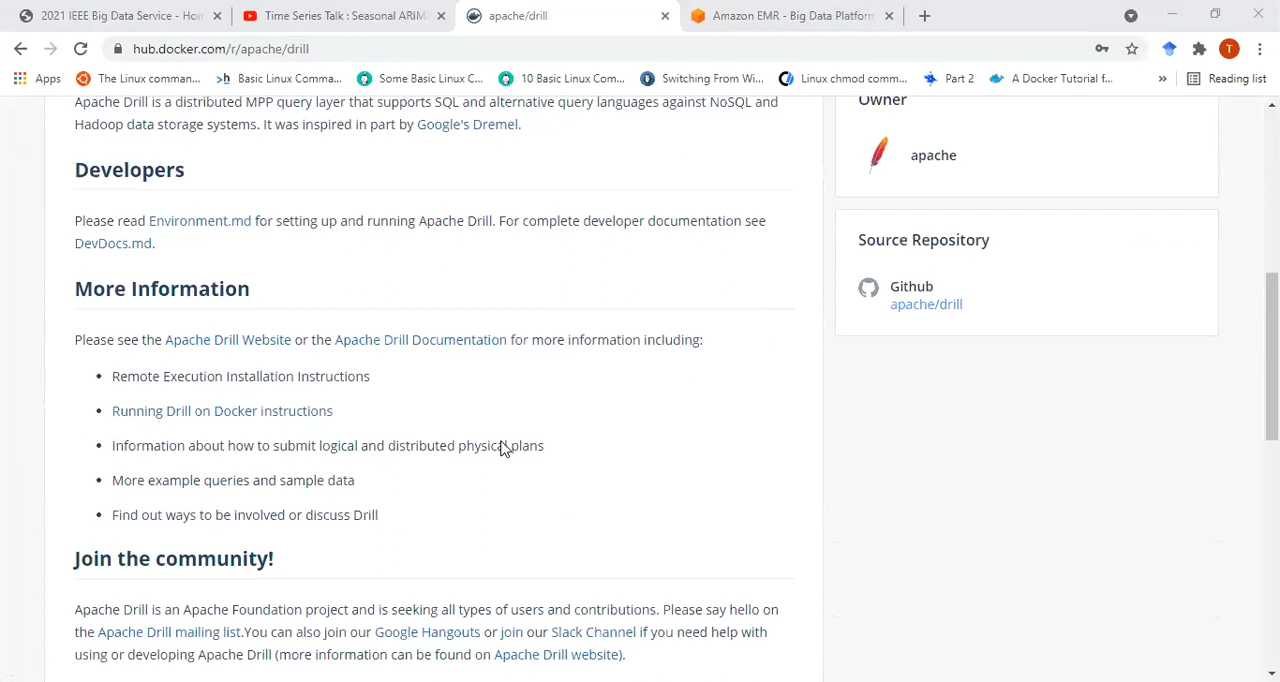 2021 IEEE Big Data Service - Hom
Time Series Talk : Seasonal ARIM
apache/drill
Amazon EMR - Big Data Platform
hub.docker.com/r/apache/drill
T
Apps
The Linux comman...
Basic Linux Comma...
Some Basic Linux C...
10 Basic Linux Com...
Switching From Wi...
Linux chmod comm...
Part 2
A Docker Tutorial f...
»
Reading list
Apache Drill is a distributed MPP query layer that supports SQL and alternative query languages against NoSQL and
Hadoop data storage systems. It was inspired in part by Google's Dremel.
Developers
Please read Environment.md for setting up and running Apache Drill. For complete developer documentation see
DevDocs.md.
More Information
Please see the Apache Drill Website or the Apache Drill Documentation for more information including:
• Remote Execution Installation Instructions
• Running Drill on Docker instructions
• Information about how to submit logical and distributed physical plans
• More example queries and sample data
• Find out ways to be involved or discuss Drill
Join the community!
Apache Drill is an Apache Foundation project and is seeking all types of users and contributions. Please say hello on
the Apache Drill mailing list.You can also join our Google Hangouts or join our Slack Channel if you need help with
using or developing Apache Drill (more information can be found on Apache Drill website).
Owner
apache
Source Repository
Github
apache/drill